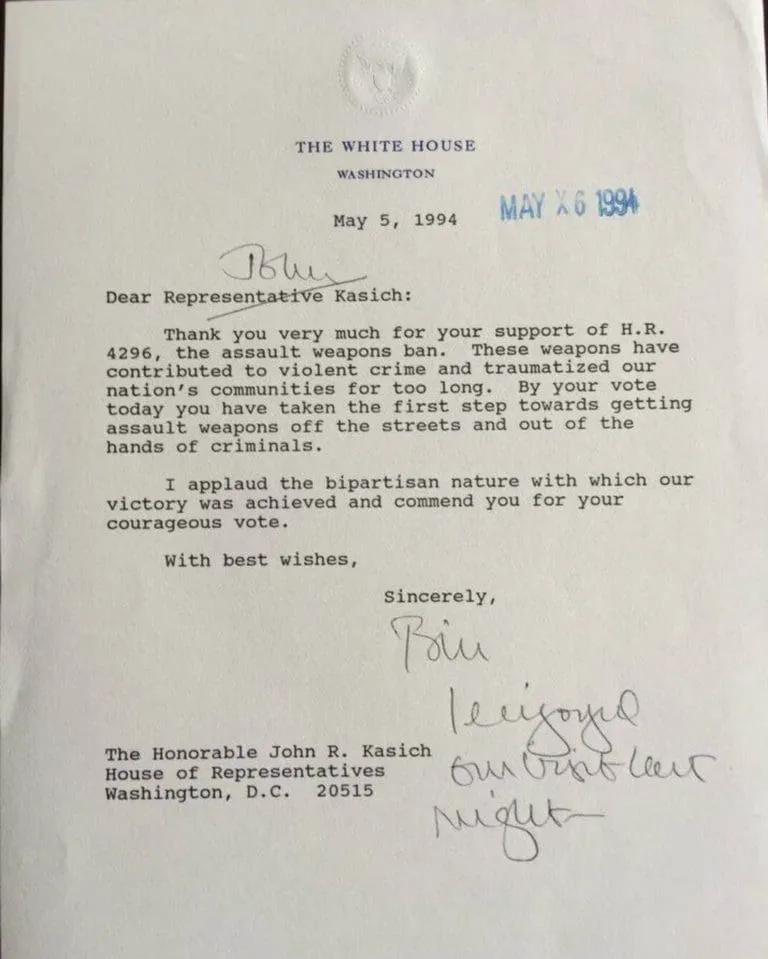 THE WHITE HOUSE
WASHINGTON
May 5, 1994
MAY X 6 1994
John
Dear Representative Kasich:
Thank you very much for your support of H.R.
4296, the assault weapons ban. These weapons have
contributed to violent crime and traumatized our
nation's communities for too long. By your vote
today you have taken the first step towards getting
assault weapons off the streets and out of the
hands of criminals.
I applaud the bipartisan nature with which our
victory was achieved and commend you for your
courageous vote.
With best wishes,
Sincerely,
Bill
I enjoyed
our visit last
night
The Honorable John R. Kasich
House of Representatives
Washington, D.C. 20515